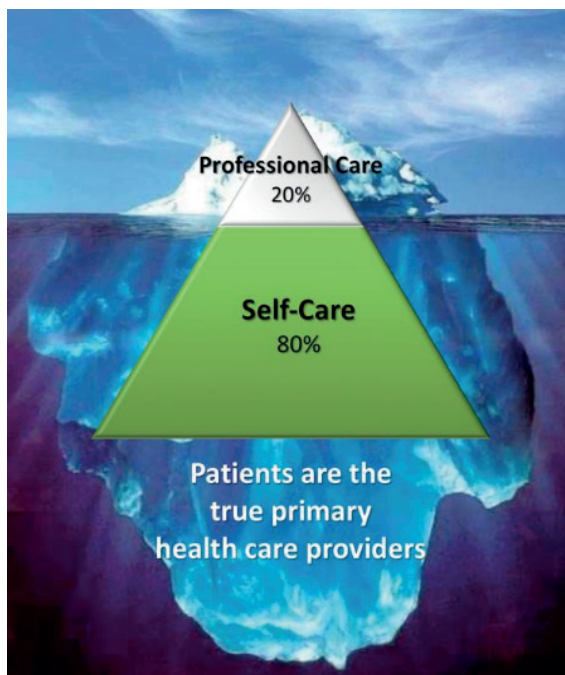 Professional Care
20%
Self-Care
80%
Patients are the
true primary
health care providers